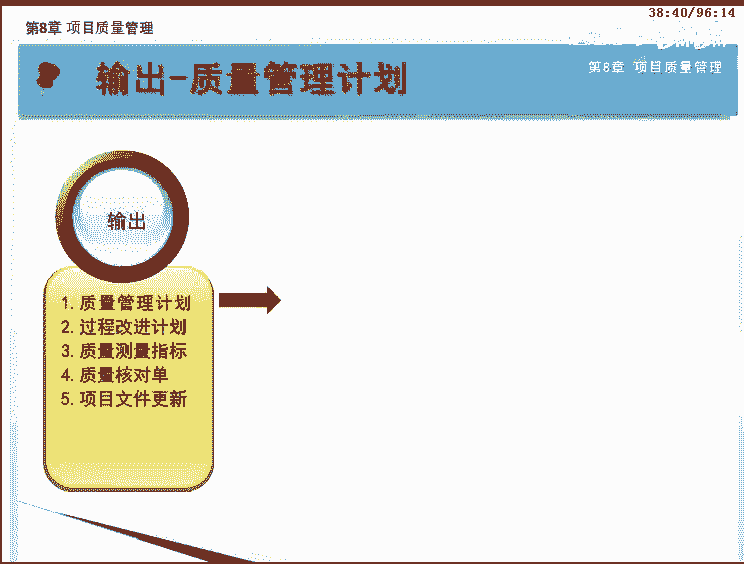 38:40/96:14
第8章 项目质量管理
输出-质量管理计划
第8章 项目质量管理
输出
1. 质量管理计划
2. 过程改进计划
3. 质量测量指标
4. 质量核对单
5. 项目文件更新